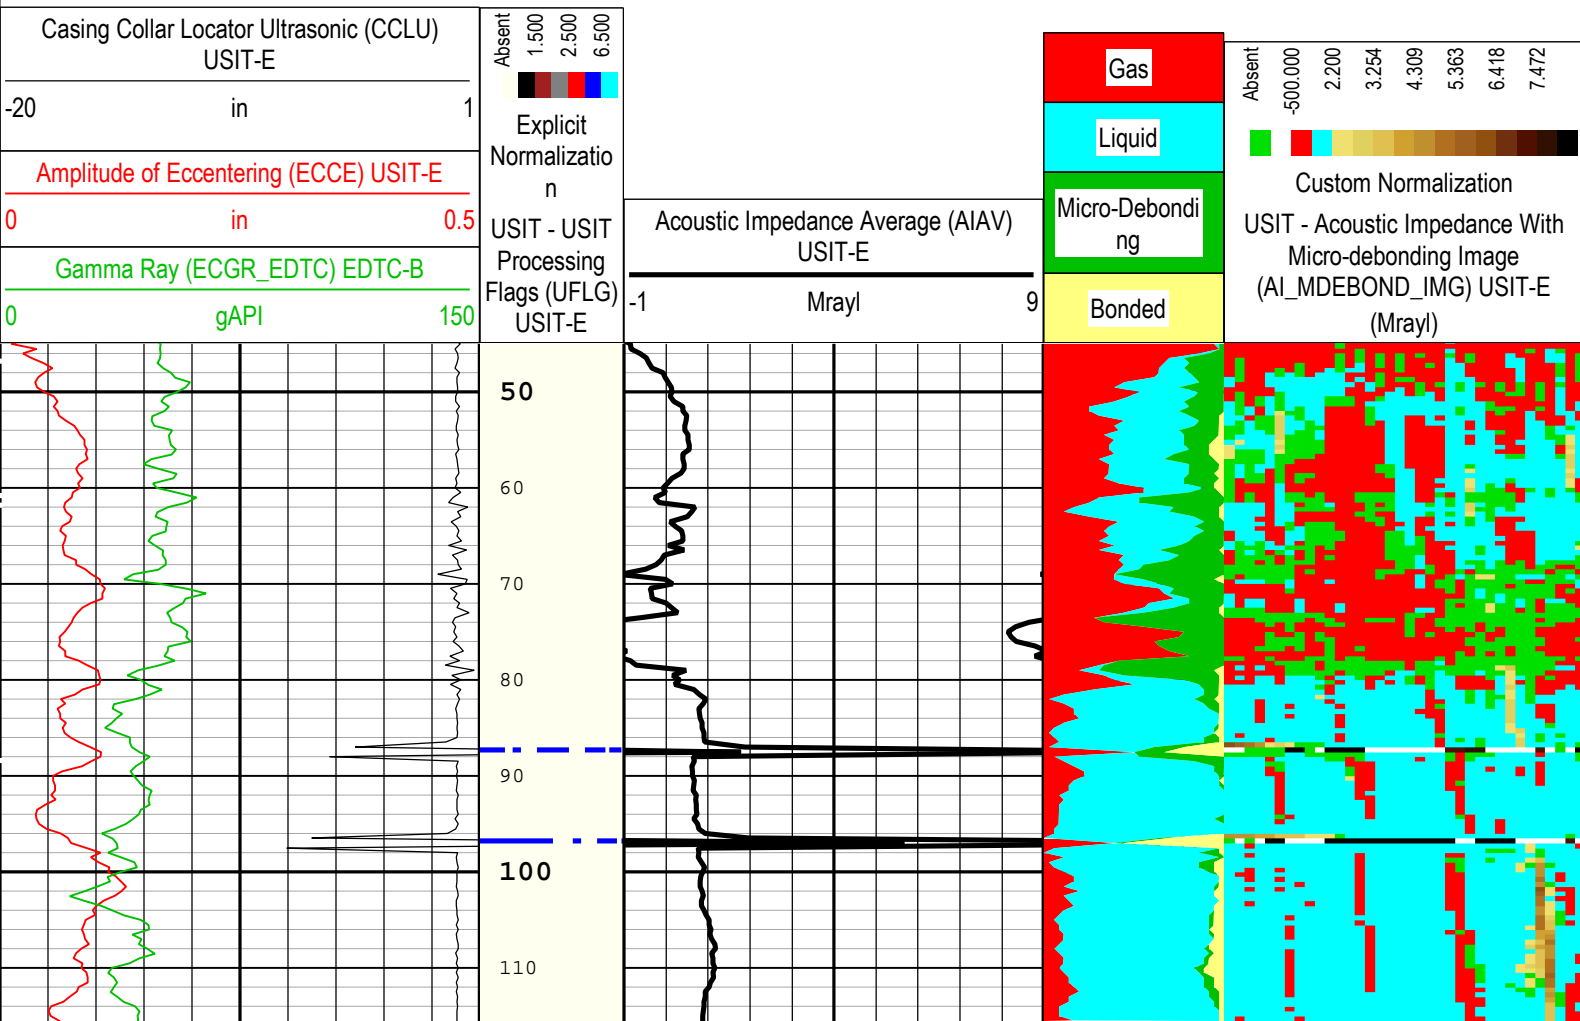 Casing Collar Locator Ultrasonic (CCLU)
USIT-E
-20 in 1
Amplitude of Eccentering (ECCE) USIT-E
0 in 0.5
Gamma Ray (ECGR_EDTC) EDTC-B
0 gAPI 150
Absent
1.500
2.500
6.500
Explicit
Normalizatio
n
USIT - USIT
Processing
Flags (UFLG)
USIT-E
Acoustic Impedance Average (AIAV)
USIT-E
-1 Mrayl 9
Gas
Liquid
Micro-Debondi
ng
Bonded
Absent
-500.000
2.200
3.254
4.309
5.363
6.418
7.472
Custom Normalization
USIT - Acoustic Impedance With
Micro-debonding Image
(AI_MDEBOND_IMG) USIT-E
(Mrayl)
50
60
70
80
90
100
110